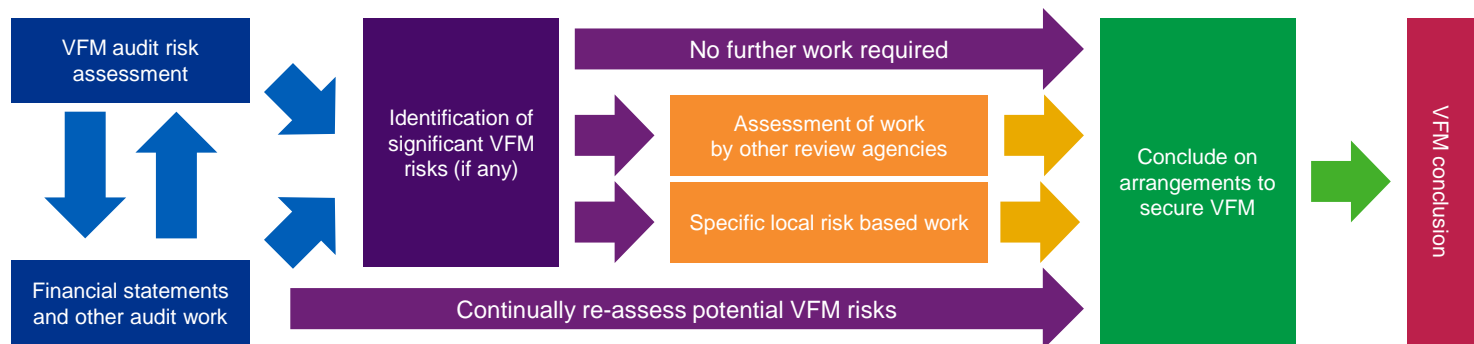 VFM audit risk
assessment
Financial statements
and other audit work
Identification of
significant VFM
risks (if any)
No further work required
Assessment of work
by other review agencies
Specific local risk based work
Continually re-assess potential VFM risks
Conclude on
arrangements to
secure VFM
VFM conclusion